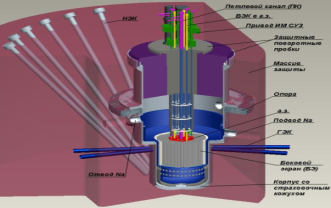 Петлевой канал (ПК)
НЭК
ВЭК в а.з.
Привод ИМ СУЗ
Защитные
поворотные
пробки
Массив
защиты
Опора
а.з.
Подвод Na
ГЭК
Боковой
экран (БЭ)
Отвод Na
Корпус со
страховочным
кожухом